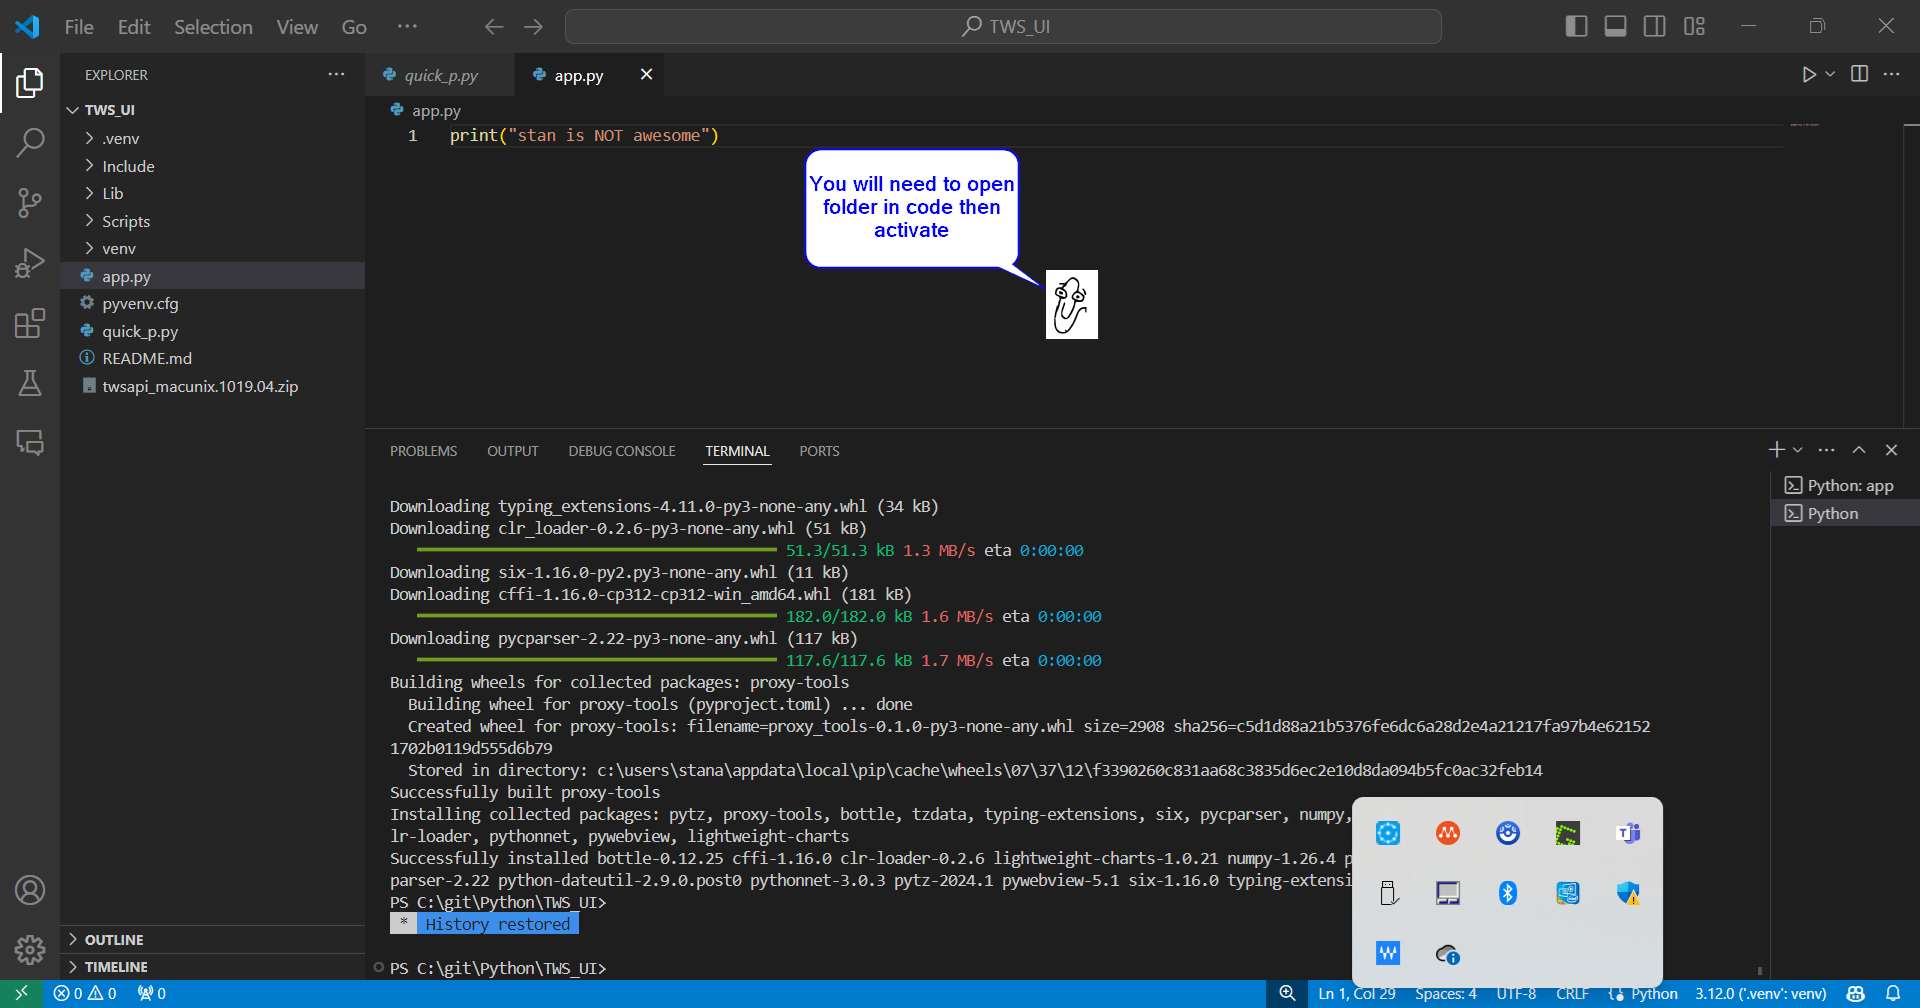 File Edit Selection View Go ··· TWS_UI
EXPLORER ···
TWS_UI
.venv
Include
Lib
Scripts
venv
app.py
pyvenv.cfg
quick_p.py
README.md
twsapi_macunix.1019.04.zip
OUTLINE
TIMELINE
quick_p.py app.py
app.py
1 print("stan is NOT awesome")
You will need to open
folder in code then
activate
PROBLEMS OUTPUT DEBUG CONSOLE TERMINAL PORTS
Python: app
Python
Downloading typing_extensions-4.11.0-py3-none-any.whl (34 kB)
Downloading clr_loader-0.2.6-py3-none-any.whl (51 kB)
51.3/51.3 kB 1.3 MB/s eta 0:00:00
Downloading six-1.16.0-py2.py3-none-any.whl (11 kB)
Downloading cffi-1.16.0-cp312-cp312-win_amd64.whl (181 kB)
182.0/182.0 kB 1.6 MB/s eta 0:00:00
Downloading pycparser-2.22-py3-none-any.whl (117 kB)
117.6/117.6 kB 1.7 MB/s eta 0:00:00
Building wheels for collected packages: proxy-tools
Building wheel for proxy-tools (pyproject.toml) ... done
Created wheel for proxy-tools: filename=proxy_tools-0.1.0-py3-none-any.whl size=2908 sha256=c5d1d88a21b5376fe6dc6a28d2e4a21217fa97b4e62152
1702b0119d555d6b79
Stored in directory: c:\users\stana\appdata\local\pip\cache\wheels\07\37\12\f3390260c831aa68c3835d6ec2e10d8da094b5fc0ac32feb14
Successfully built proxy-tools
Installing collected packages: pytz, proxy-tools, bottle, tzdata, typing-extensions, six, pycparser, numpy,
lr-loader, pythonnet, pywebview, lightweight-charts
Successfully installed bottle-0.12.25 cffi-1.16.0 clr-loader-0.2.6 lightweight-charts-1.0.21 numpy-1.26.4 p
parser-2.22 python-dateutil-2.9.0.post0 pythonnet-3.0.3 pytz-2024.1 pywebview-5.1 six-1.16.0 typing-extensi
PS C:\git\Python\TWS_UI>
* History restored
PS C:\git\Python\TWS_UI>
0 0 0 Ln 1, Col 29 Spaces: 4 UTF-8 CRLF Python 3.12.0 ('.venv': venv)